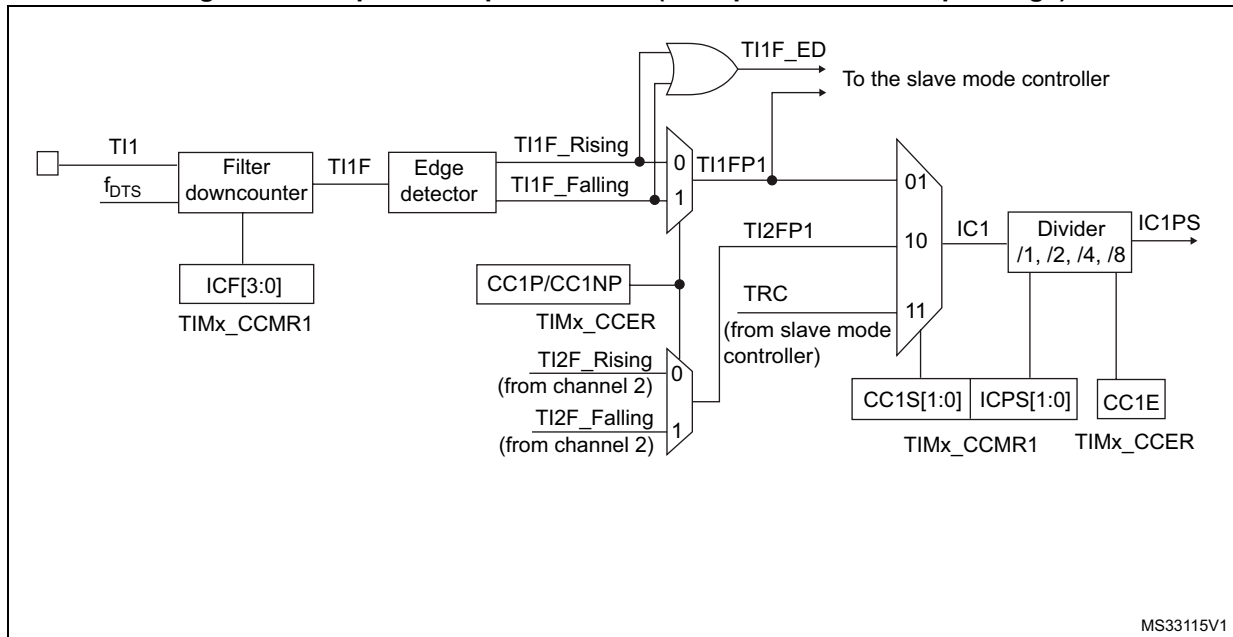 TI1F_ED
To the slave mode controller
TI1
f_DTS
Filter
downcounter
TI1F
Edge
detector
TI1F_Rising
TI1F_Falling
0
1
TI1FP1
01
10
11
TI2FP1
TRC
(from slave mode
controller)
IC1
Divider
/1, /2, /4, /8
IC1PS
ICF[3:0]
TIMx_CCMR1
CC1P/CC1NP
TIMx_CCER
TI2F_Rising
(from channel 2)
TI2F_Falling
(from channel 2)
0
1
CC1S[1:0]
ICPS[1:0]
CC1E
TIMx_CCMR1
TIMx_CCER
MS33115V1